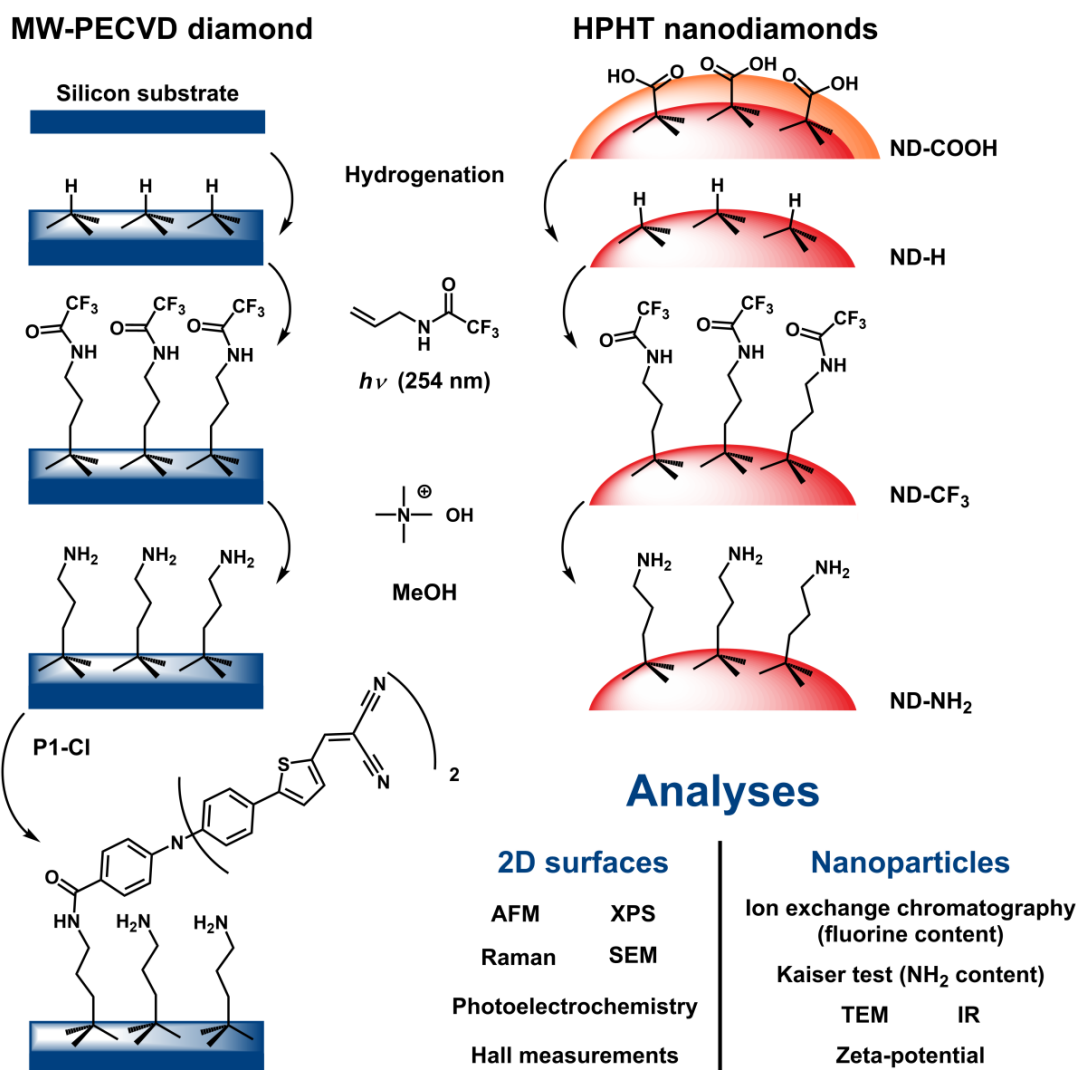 MW-PECVD diamond
HPHT nanodiamonds
Silicon substrate
HO
O
O
OH
O
OH
ND-COOH
Hydrogenation
H
H
H
H
H
H
ND-H
O
CF3
NH
O
CF3
NH
O
CF3
NH
O
N
H
CF3
hν (254 nm)
O
CF3
NH
O
CF3
NH
O
CF3
NH
ND-CF3
N
⊕
OH
MeOH
NH2
NH2
NH2
NH2
NH2
NH2
ND-NH2
P1-Cl
N
N
S
2
N
O
HN
H2N
H2N
Analyses
2D surfaces
AFM XPS
Raman SEM
Photoelectrochemistry
Hall measurements
Nanoparticles
Ion exchange chromatography
(fluorine content)
Kaiser test (NH2 content)
TEM IR
Zeta-potential